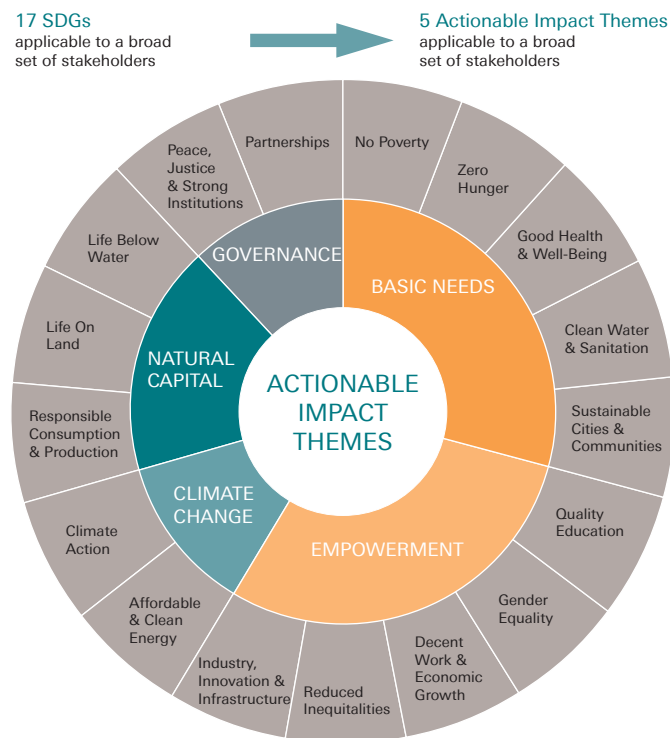 17 SDGs
applicable to a broad
set of stakeholders
5 Actionable Impact Themes
applicable to a broad
set of stakeholders
No Poverty
Zero
Hunger
Good Health
& Well-Being
Clean Water
& Sanitation
Sustainable
Cities &
Communities
Quality
Education
Gender
Equality
Decent
Work &
Economic
Growth
Reduced
Inequitalities
Industry,
Innovation &
Infrastructure
Affordable
& Clean
Energy
Climate
Action
Responsible
Consumption
& Production
Life On
Land
Life Below
Water
Peace,
Justice
& Strong
Institutions
Partnerships
GOVERNANCE
BASIC NEEDS
NATURAL
CAPITAL
CLIMATE
CHANGE
EMPOWERMENT
ACTIONABLE
IMPACT
THEMES